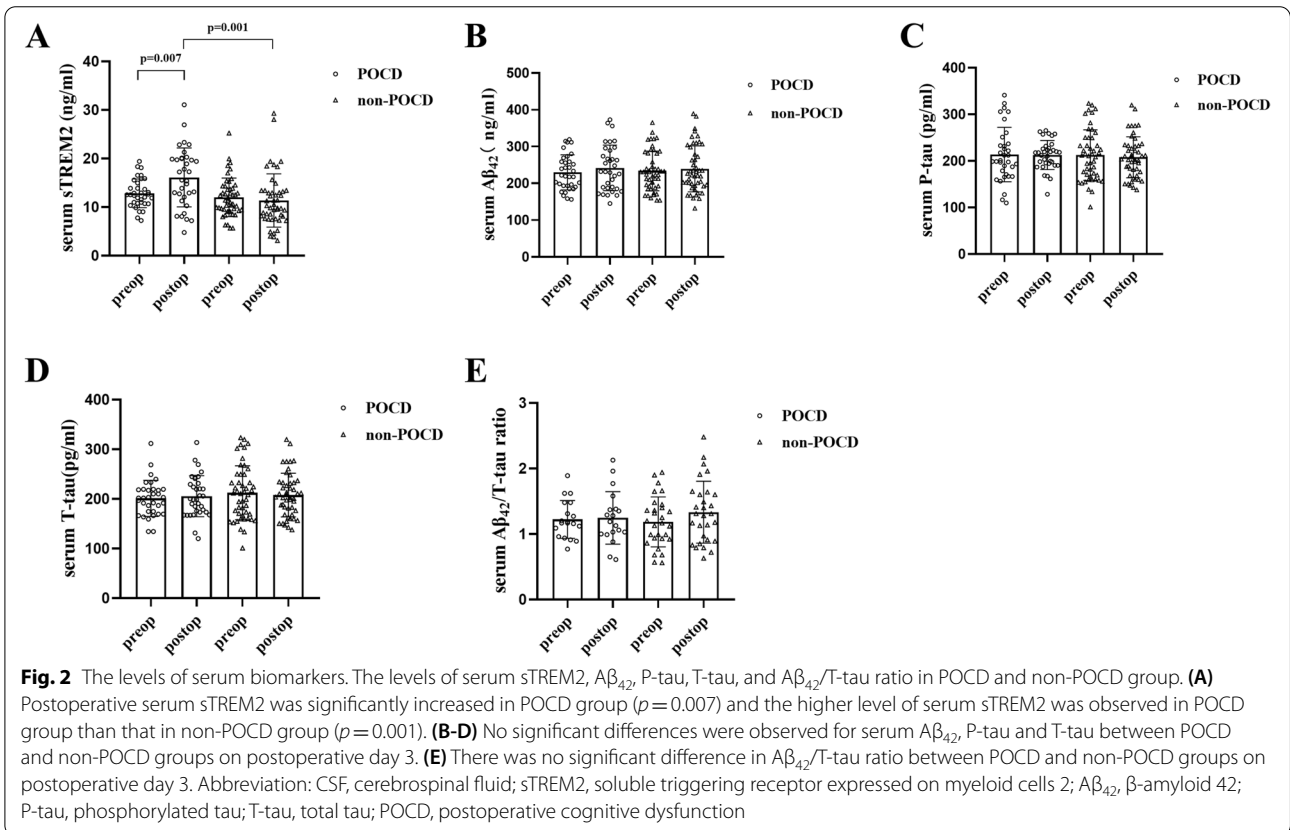 A
p=0.001
p=0.007
serum sTREM2 (ng/ml)
40
30
20
10
0
preop
postop
preop
postop
POCD
non-POCD
B
serum Aβ42 ( ng/ml)
500
400
300
200
100
0
preop
postop
preop
postop
POCD
non-POCD
C
serum P-tau (pg/ml)
400
300
200
100
0
preop
postop
preop
postop
POCD
non-POCD
D
serum T-tau(pg/ml)
400
300
200
100
0
preop
postop
preop
postop
POCD
non-POCD
E
serum Aβ42/T-tau ratio
3
2
1
0
preop
postop
preop
postop
POCD
non-POCD
Fig. 2 The levels of serum biomarkers. The levels of serum sTREM2, Aβ42, P-tau, T-tau, and Aβ42/T-tau ratio in POCD and non-POCD group. (A)
Postoperative serum sTREM2 was significantly increased in POCD group (p = 0.007) and the higher level of serum sTREM2 was observed in POCD
group than that in non-POCD group (p = 0.001). (B-D) No significant differences were observed for serum Aβ42, P-tau and T-tau between POCD
and non-POCD groups on postoperative day 3. (E) There was no significant difference in Aβ42/T-tau ratio between POCD and non-POCD groups on
postoperative day 3. Abbreviation: CSF, cerebrospinal fluid; sTREM2, soluble triggering receptor expressed on myeloid cells 2; Aβ42, β-amyloid 42;
P-tau, phosphorylated tau; T-tau, total tau; POCD, postoperative cognitive dysfunction